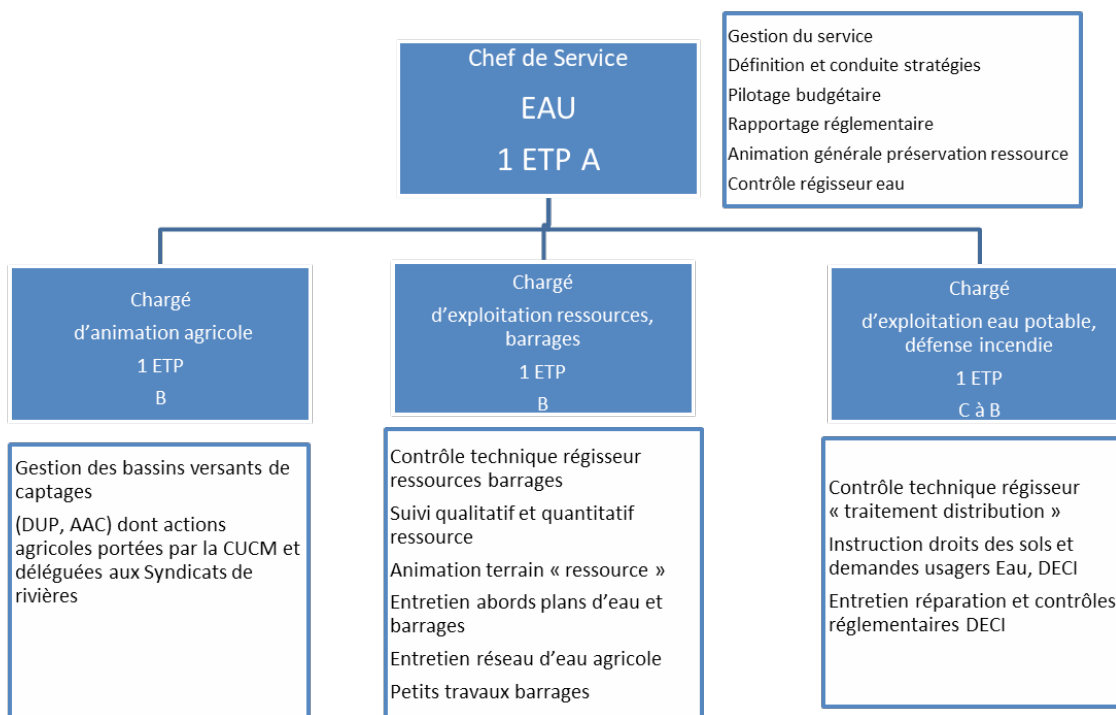 Chef de Service
EAU
1 ETP A
Gestion du service
Définition et conduite stratégies
Pilotage budgétaire
Rapportage réglementaire
Animation générale préservation ressource
Contrôle régisseur eau
Chargé
d’animation agricole
1 ETP
B
Gestion des bassins versants de
captages
(DUP, AAC) dont actions
agricoles portées par la CUCM et
déléguées aux Syndicats de
rivières
Chargé
d’exploitation ressources,
barrages
1 ETP
B
Contrôle technique régisseur
ressources barrages
Suivi qualitatif et quantitatif
ressource
Animation terrain « ressource »
Entretien abords plans d’eau et
barrages
Entretien réseau d’eau agricole
Petits travaux barrages
Chargé
d’exploitation eau potable,
défense incendie
1 ETP
C à B
Contrôle technique régisseur
« traitement distribution »
Instruction droits des sols et
demandes usagers Eau, DECI
Entretien réparation et contrôles
réglementaires DECI